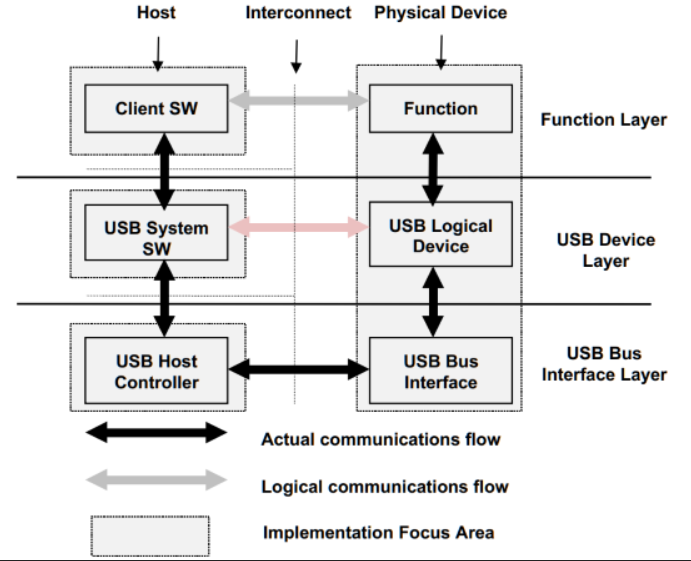 Host
Interconnect
Physical Device
Client SW
Function
Function Layer
USB System
SW
USB Logical
Device
USB Device
Layer
USB Host
Controller
USB Bus
Interface
USB Bus
Interface Layer
Actual communications flow
Logical communications flow
Implementation Focus Area